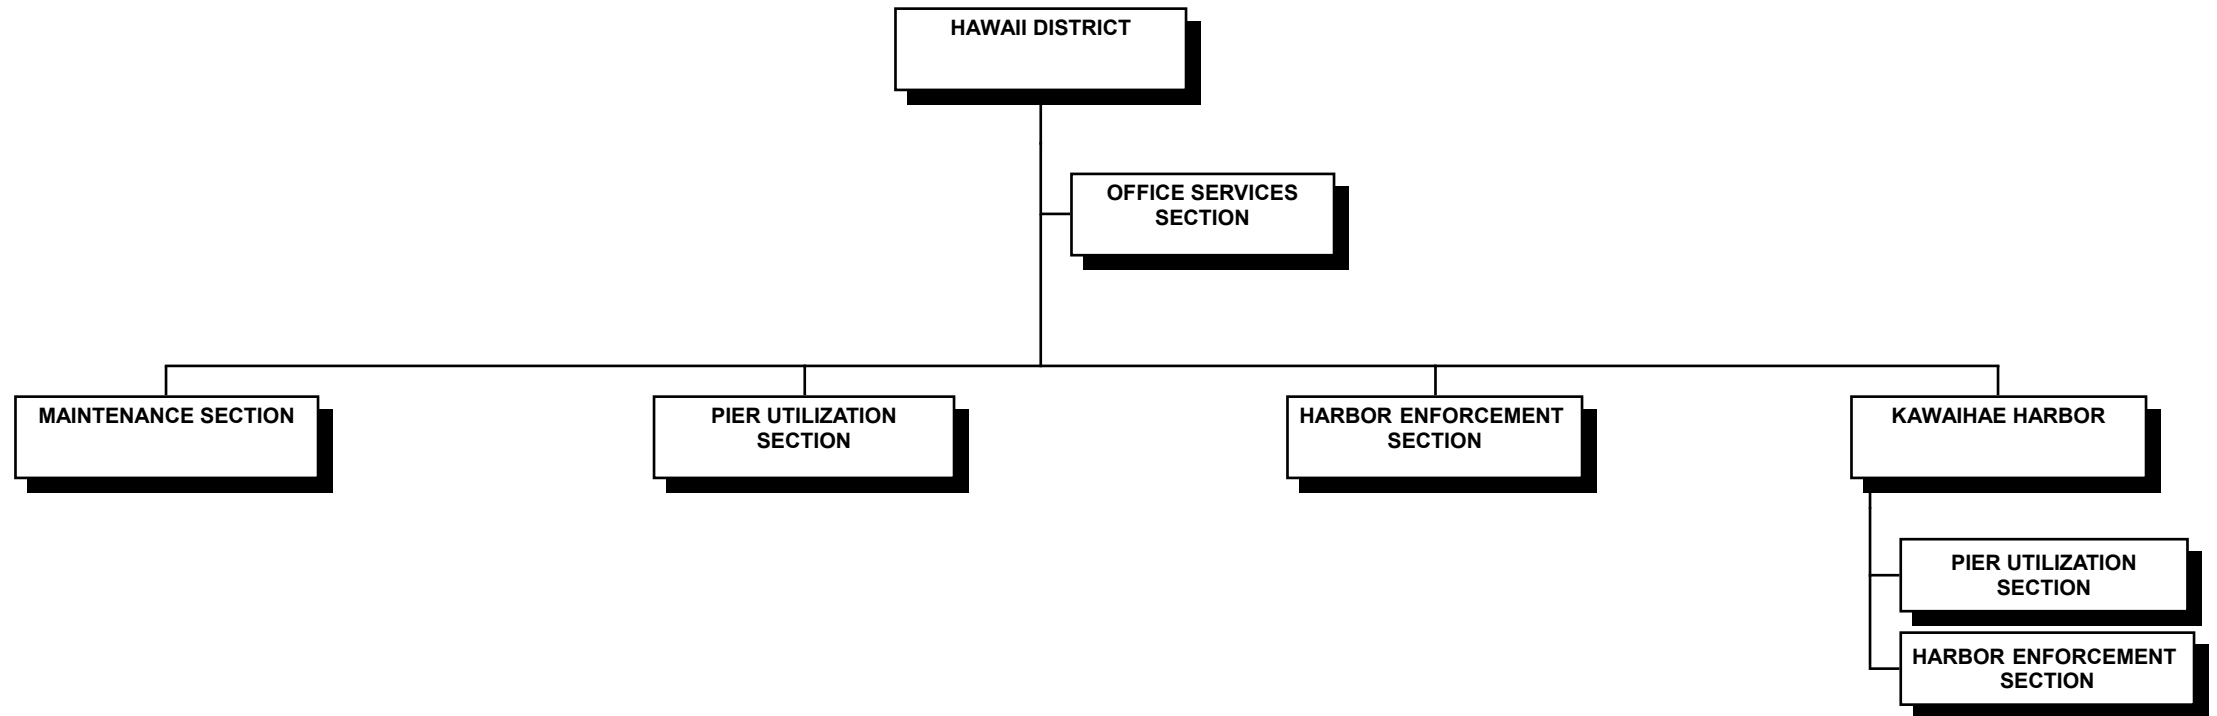 HAWAII DISTRICT
OFFICE SERVICES
SECTION
MAINTENANCE SECTION
PIER UTILIZATION
SECTION
HARBOR ENFORCEMENT
SECTION
KAWAIHAE HARBOR
PIER UTILIZATION
SECTION
HARBOR ENFORCEMENT
SECTION